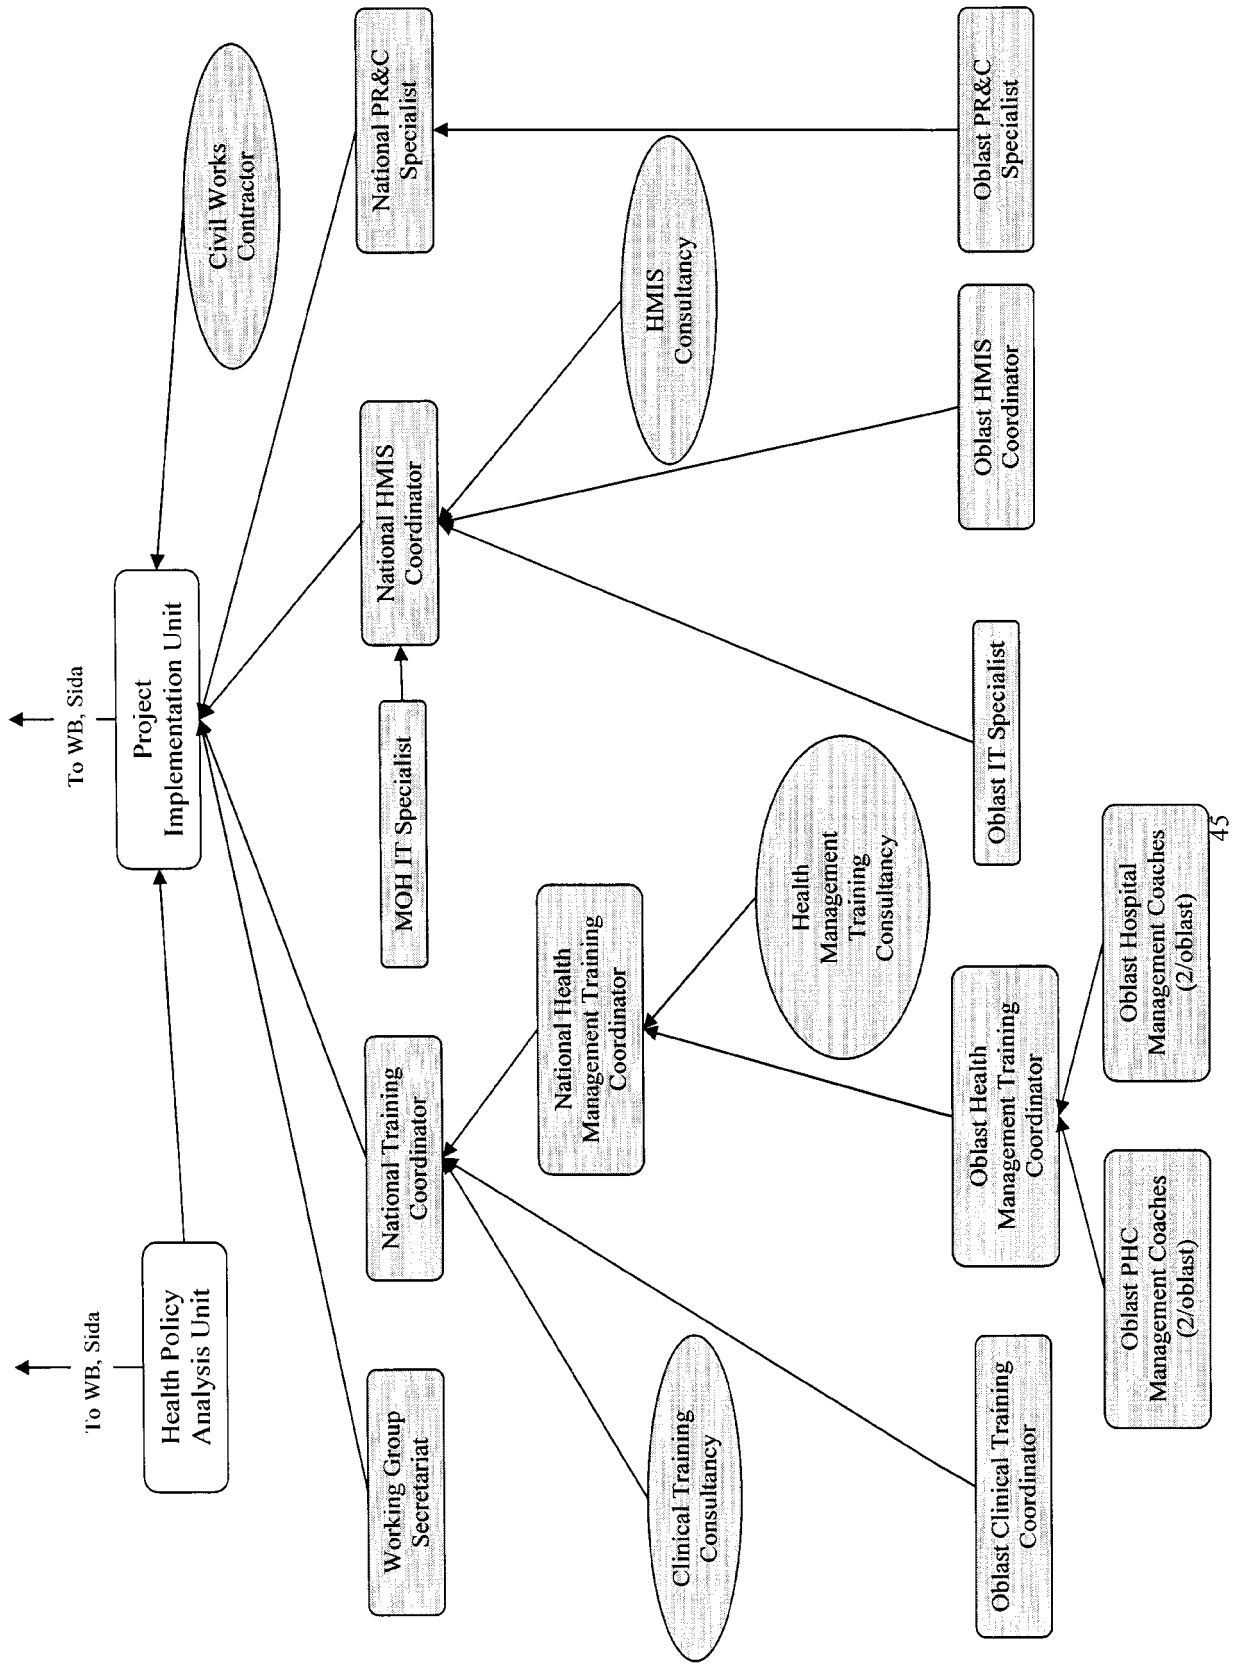 To WB, Sida
To WB, Sida
Health Policy
Analysis Unit
Project
Implementation Unit
Civil Works
Contractor
Working Group
Secretariat
National Training
Coordinator
MOH IT Specialist
National HMIS
Coordinator
National PR&C
Specialist
National Health
Management Training
Coordinator
Clinical Training
Consultancy
Health
Management
Training
Consultancy
HMIS
Consultancy
Oblast Clinical Training
Coordinator
Oblast Health
Management Training
Coordinator
Oblast IT Specialist
Oblast HMIS
Coordinator
Oblast PR&C
Specialist
Oblast PHC
Management Coaches
(2/oblast)
Oblast Hospital
Management Coaches
(2/oblast)
45